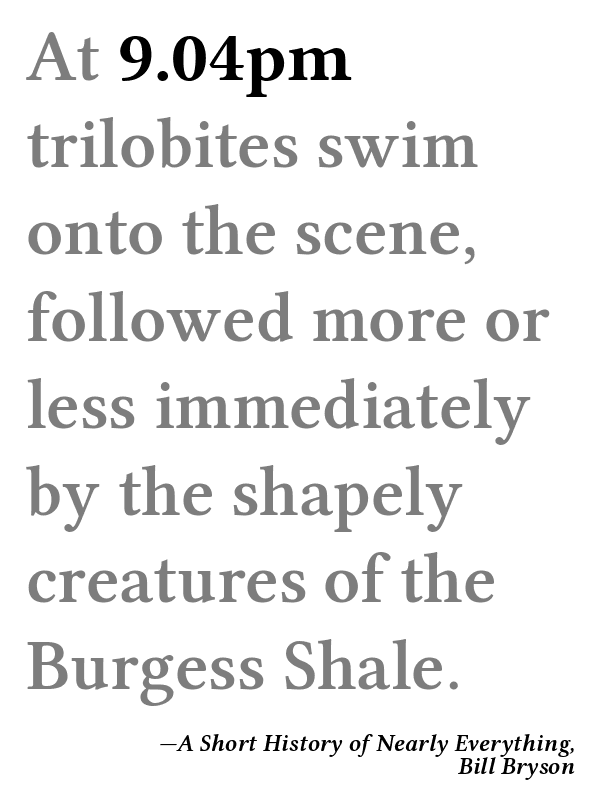 At 9.04pm
trilobites swim
onto the scene,
followed more or
less immediately
by the shapely
creatures of the
Burgess Shale.
—A Short History of Nearly Everything,
Bill Bryson